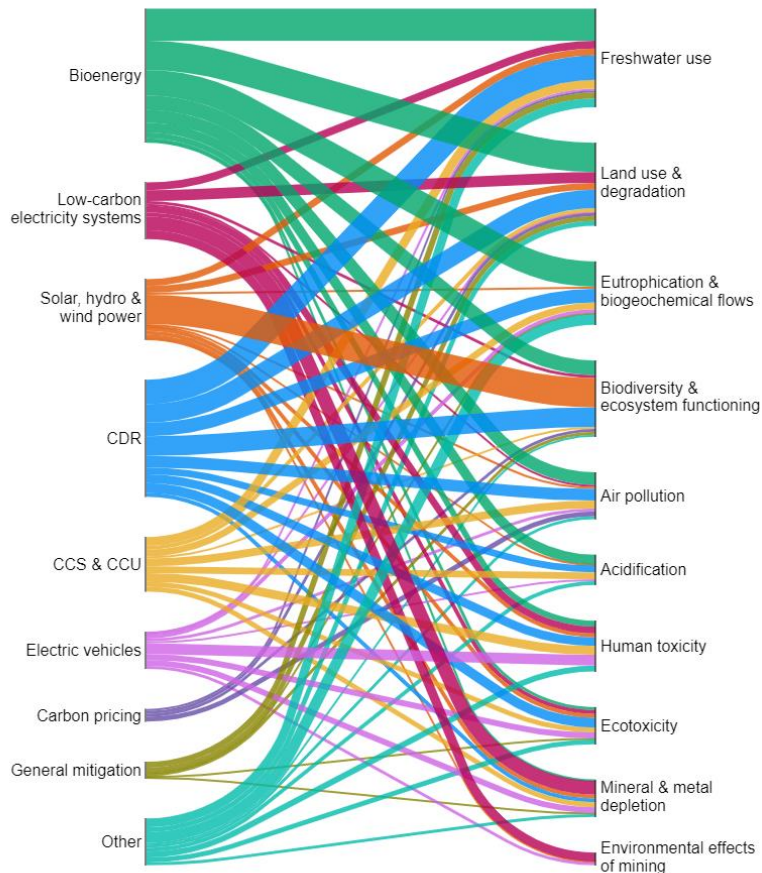 Bioenergy
Low-carbon
electricity systems
Solar, hydro &
wind power
CDR
CCS & CCU
Electric vehicles
Carbon pricing
General mitigation
Other
Freshwater use
Land use &
degradation
Eutrophication &
biogeochemical flows
Biodiversity &
ecosystem functioning
Air pollution
Acidification
Human toxicity
Ecotoxicity
Mineral & metal
depletion
Environmental effects
of mining